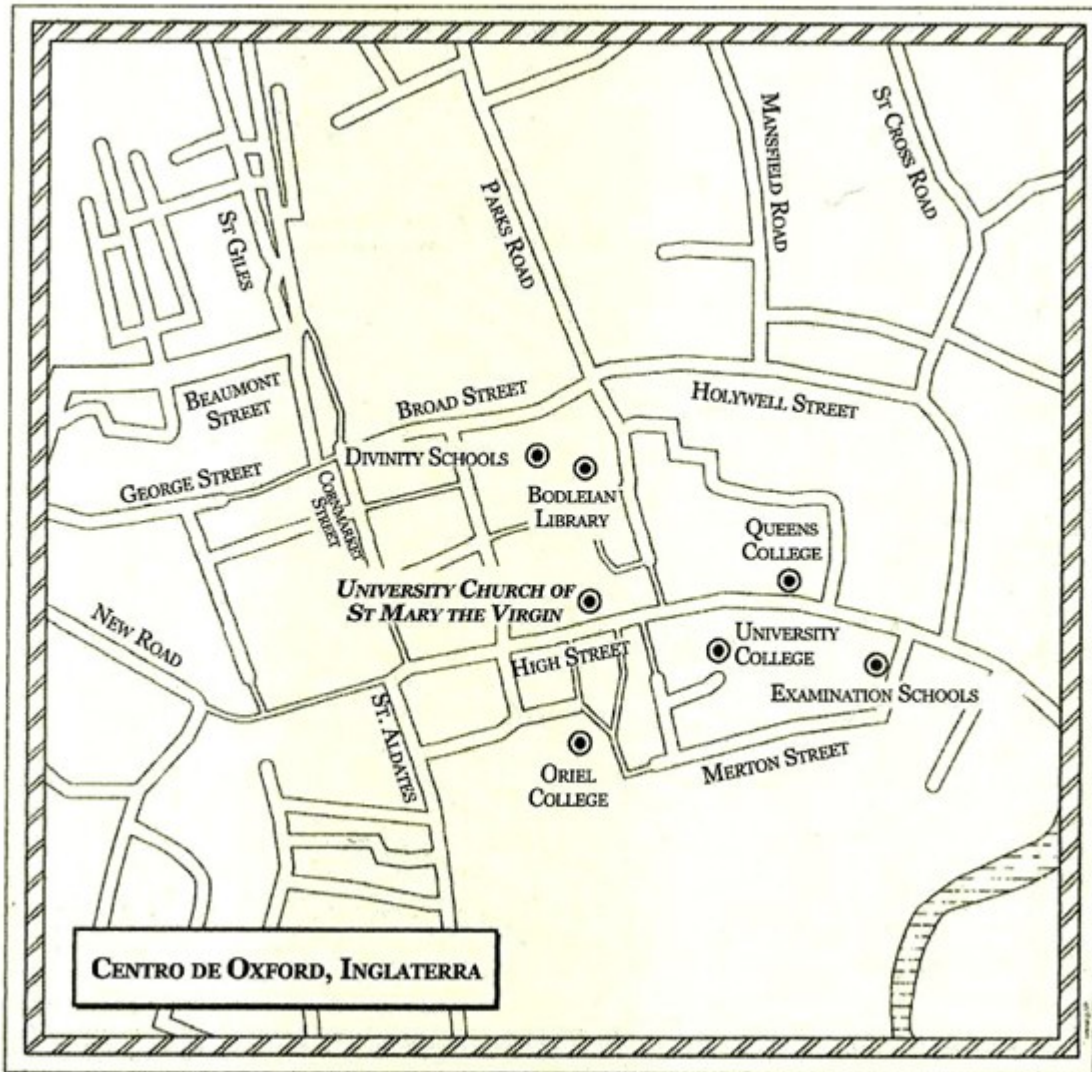 St Giles
Parks Road
Mansfield Road
St Cross Road
Beaumont
Street
Broad Street
Holywell Street
George Street
Cornmarket
Street
Divinity Schools
Bodleian
Library
Queens
College
University Church of
St Mary the Virgin
New Road
High Street
University
College
Examination Schools
St. Aldates
Oriel
College
Merton Street
Centro de Oxford, Inglaterra